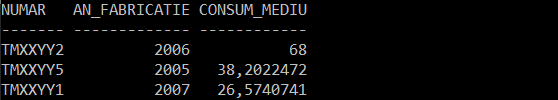 NUMAR   AN_FABRICATIE CONSUM_MEDIU
------- ------------- ------------
TMXXYY2          2006           68
TMXXYY5          2005   38,2022472
TMXXYY1          2007   26,5740741